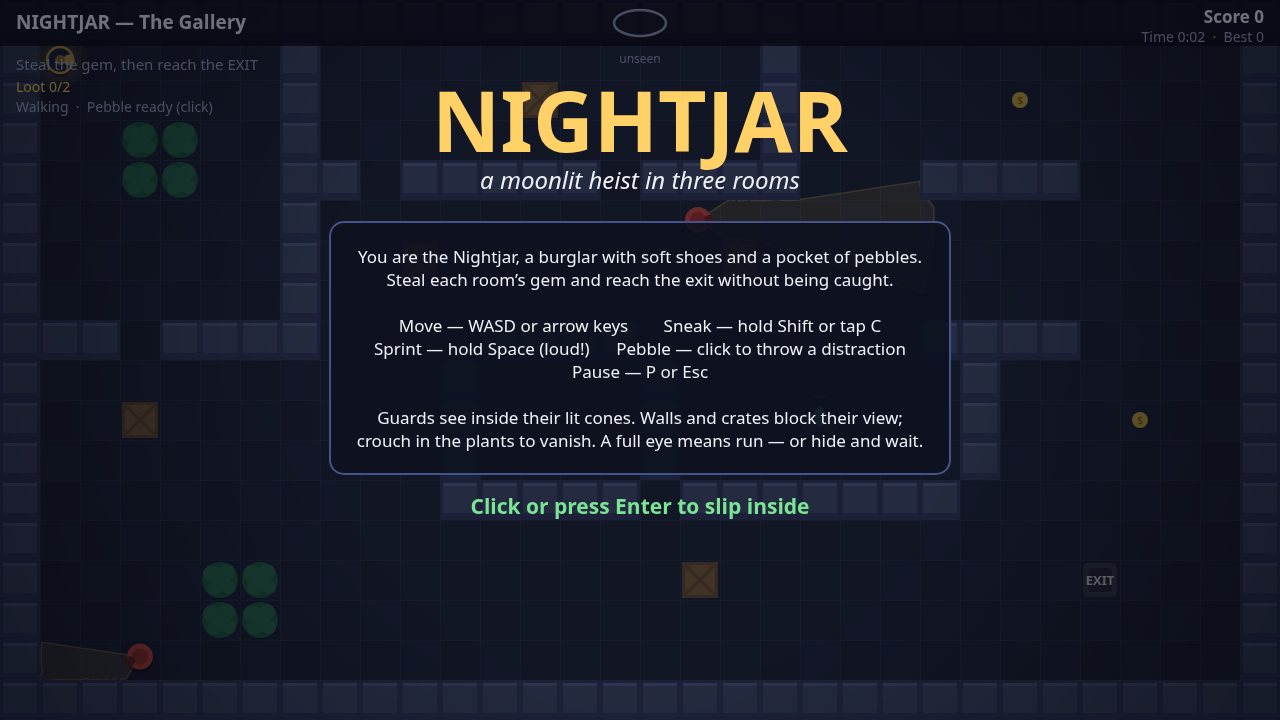 NIGHTJAR — The Gallery
Score 0
Time 0:02 · Best 0
Steal the gem, then reach the EXIT
Loot 0/2
Walking · Pebble ready (click)
unseen
NIGHTJAR
a moonlit heist in three rooms
You are the Nightjar, a burglar with soft shoes and a pocket of pebbles.
Steal each room’s gem and reach the exit without being caught.
Move — WASD or arrow keys Sneak — hold Shift or tap C
Sprint — hold Space (loud!) Pebble — click to throw a distraction
Pause — P or Esc
Guards see inside their lit cones. Walls and crates block their view;
crouch in the plants to vanish. A full eye means run — or hide and wait.
Click or press Enter to slip inside
$
$
EXIT